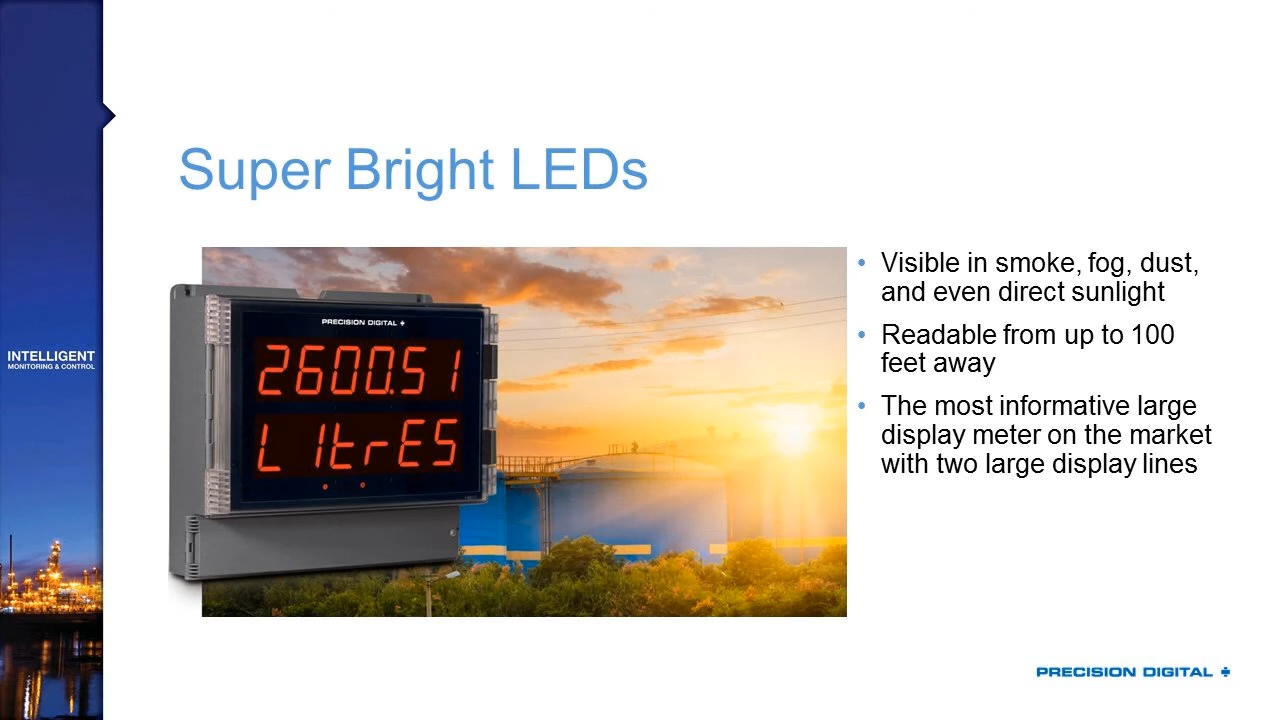 Super Bright LEDs
PRECISION DIGITAL
2600.51
LItrES
INTELLIGENT
MONITORING & CONTROL
• Visible in smoke, fog, dust,
and even direct sunlight
• Readable from up to 100
feet away
• The most informative large
display meter on the market
with two large display lines
PRECISION DIGITAL